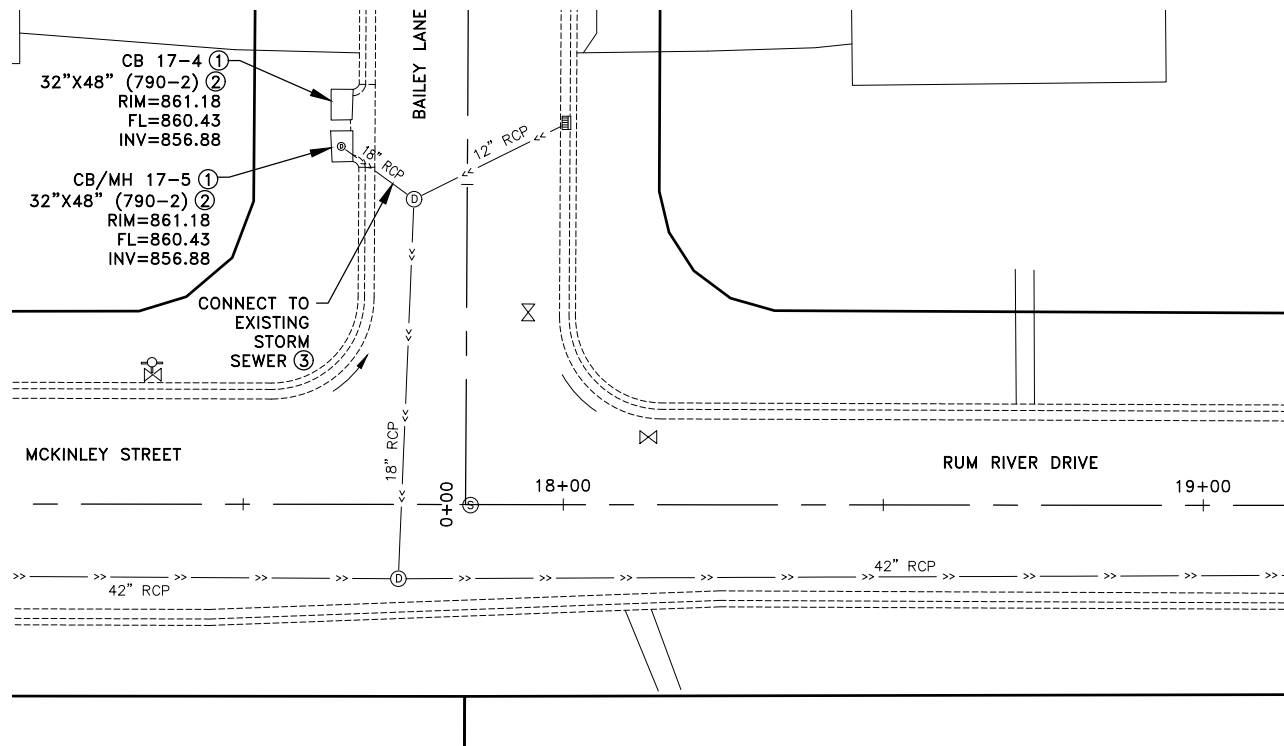 BAILEY LANE
CB 17-4 ①
32”X48” (790-2) ②
RIM=861.18
FL=860.43
INV=856.88
CB/MH 17-5 ①
32”X48” (790-2) ②
RIM=861.18
FL=860.43
INV=856.88
18” RCP
12” RCP
D
D
CONNECT TO
EXISTING
STORM
SEWER ③
18” RCP
MCKINLEY STREET
RUM RIVER DRIVE
0+00
S
18+00
19+00
D
42” RCP
42” RCP